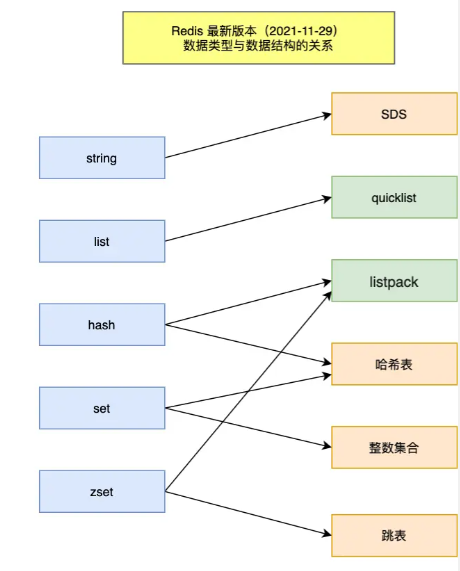 Redis 最新版本（2021-11-29）
数据类型与数据结构的关系
SDS
string
quicklist
list
listpack
hash
哈希表
set
整数集合
zset
跳表